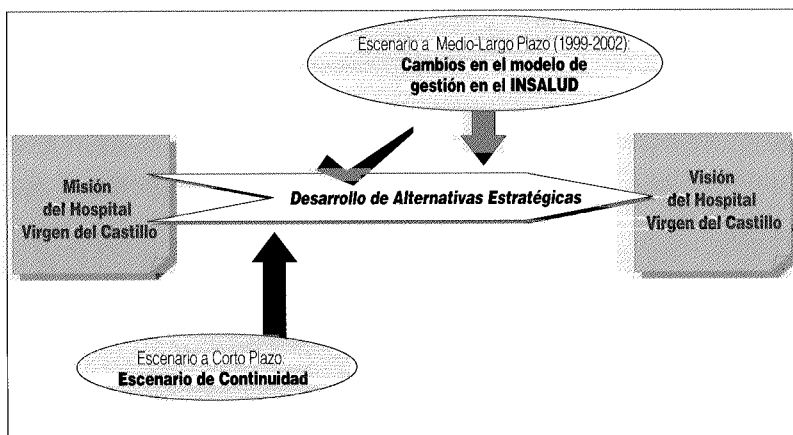 Escenario a Medio-Largo Plazo (1999-2002):
Cambios en el modelo de
gestión en el INSALUD
Misión
del Hospital
Virgen del Castillo
Desarrollo de Alternativas Estratégicas
Visión
del Hospital
Virgen del Castillo
Escenario a Corto Plazo:
Escenario de Continuidad